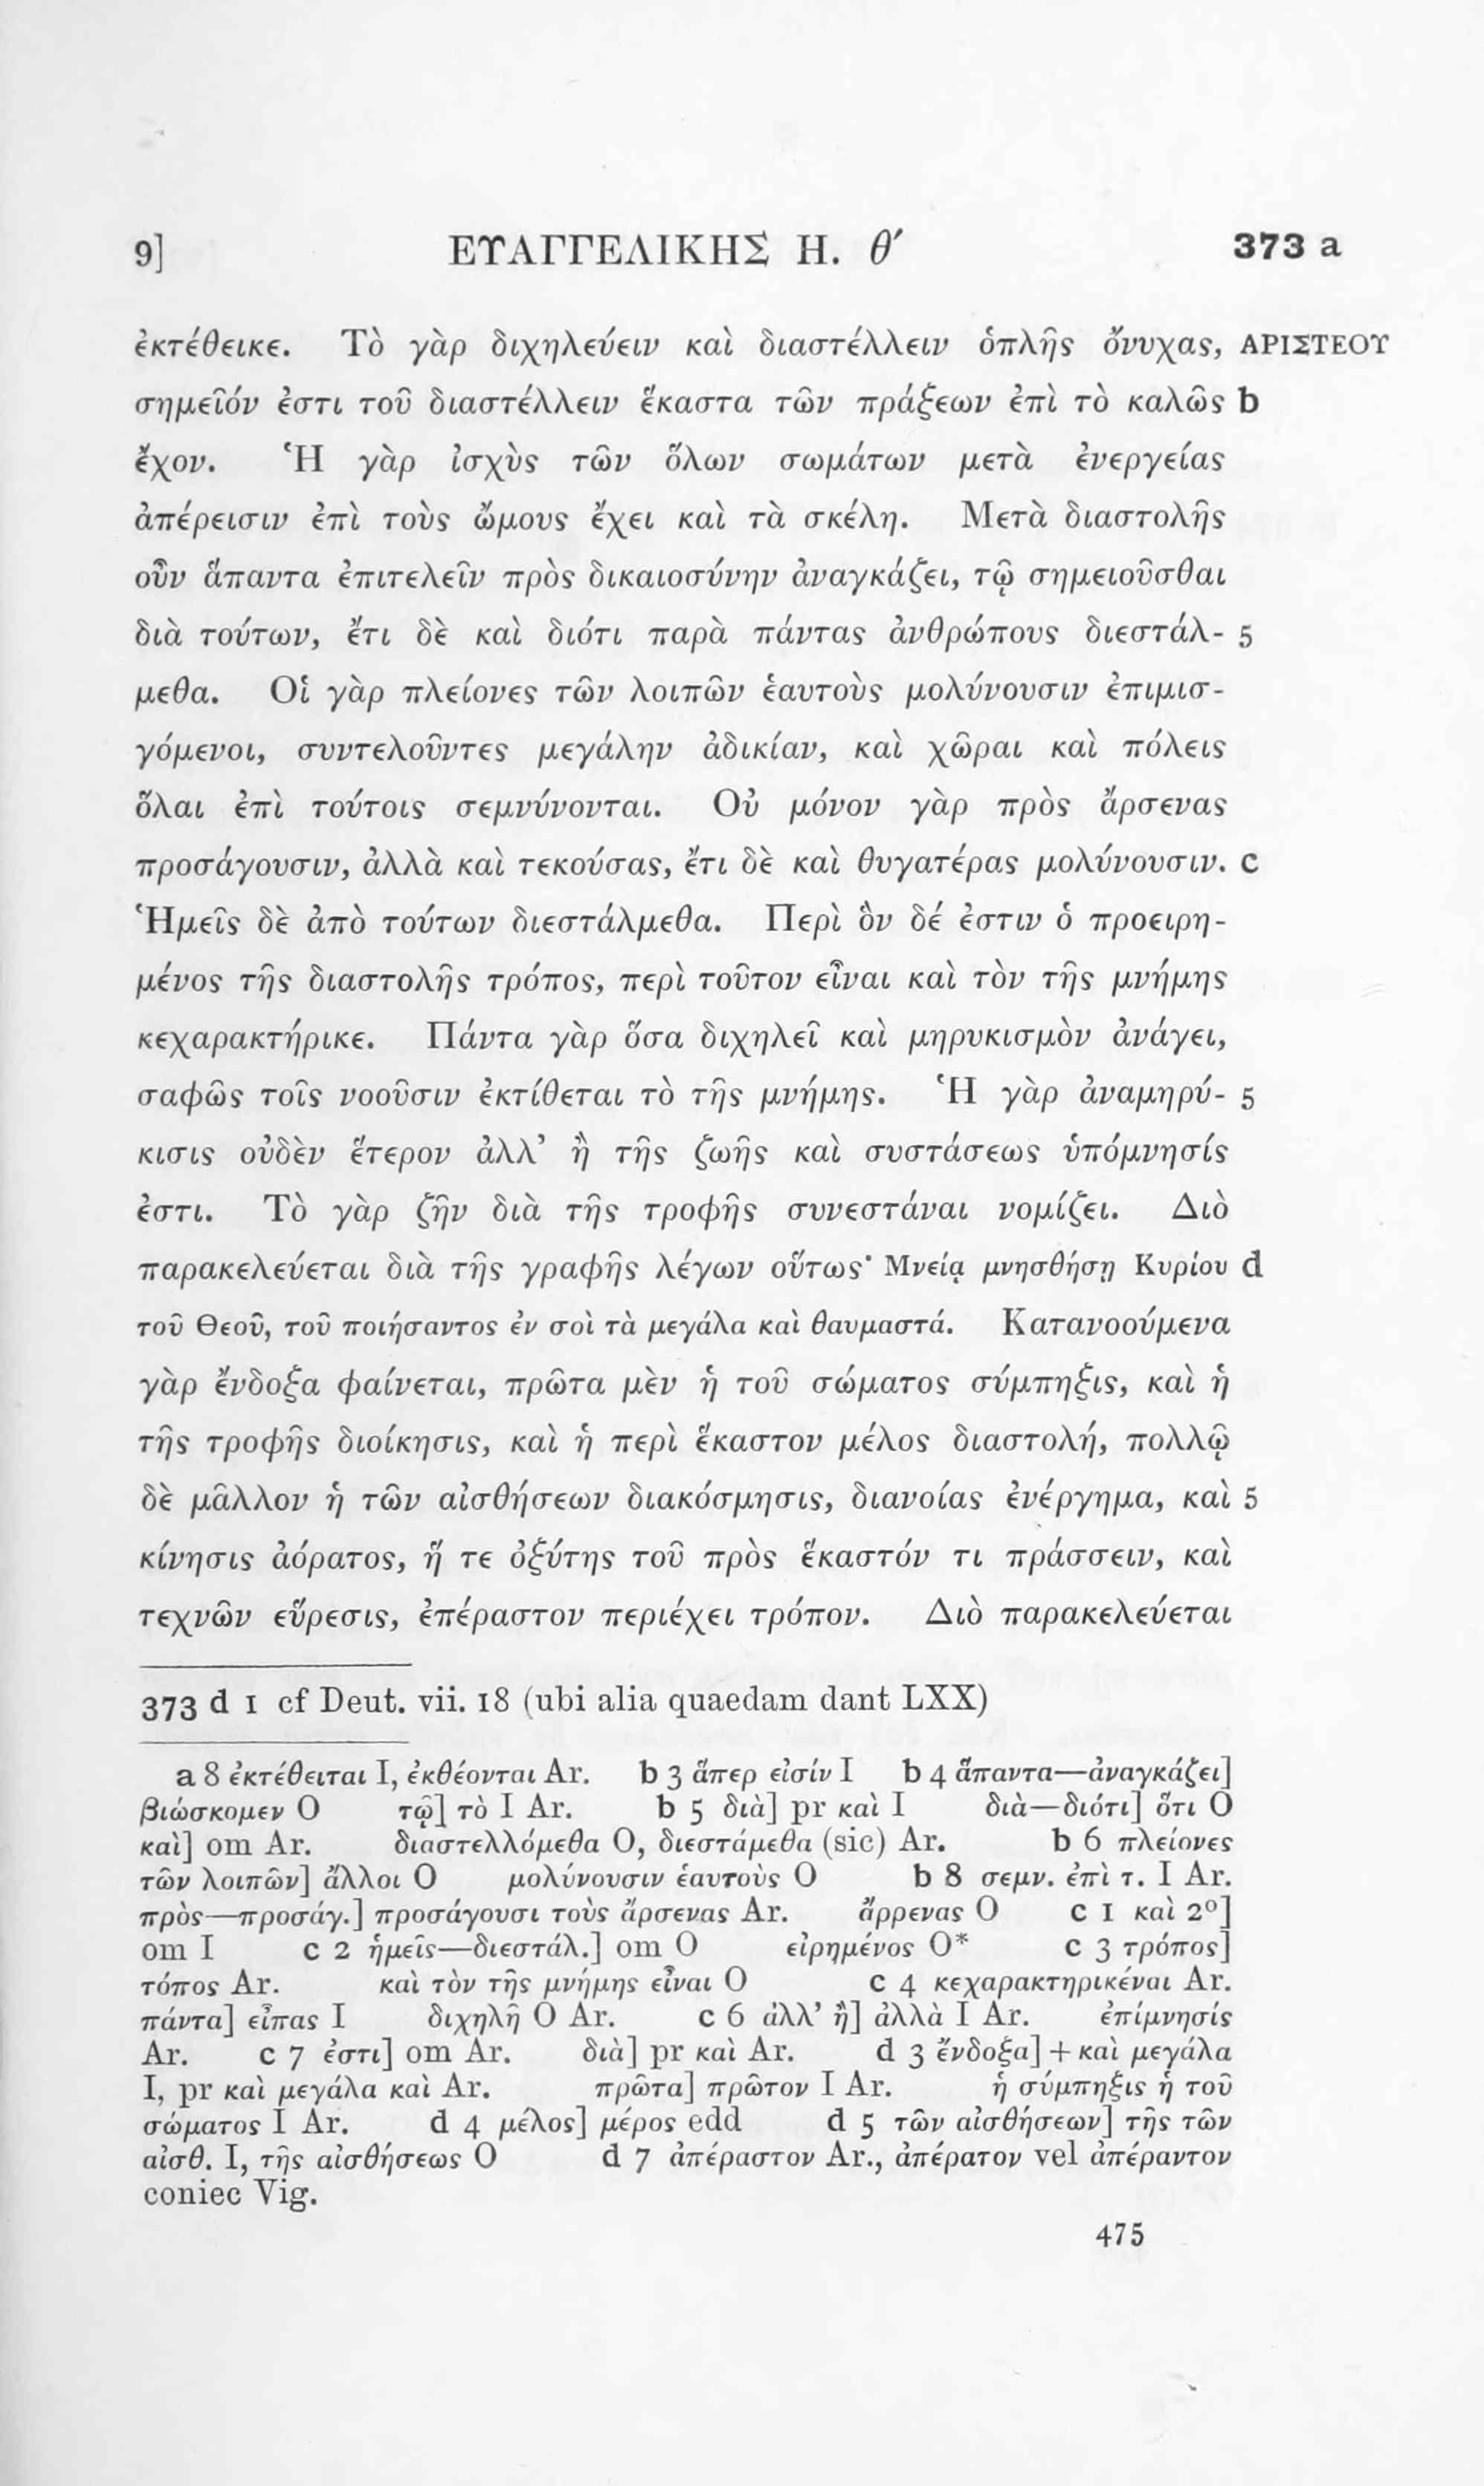 9] ΕΥΑΓΓΕΛΙΚΗΣ Η. θ′ 373 a
ἐκτέθεικε. Τὸ γὰρ διχηλεύειν καὶ διαστέλλειν ὁπλῆς ὄνυχας, ΑΡΙΣΤΕΟΥ
σημεῖόν ἐστι τοῦ διαστέλλειν ἕκαστα τῶν πράξεων ἐπὶ τὸ καλῶς b
ἔχον. Ἡ γὰρ ἰσχὺς τῶν ὅλων σωμάτων μετὰ ἐνεργείας
ἀπέρεισιν ἐπὶ τοὺς ὤμους ἔχει καὶ τὰ σκέλη. Μετὰ διαστολῆς
οὖν ἅπαντα ἐπιτελεῖν πρὸς δικαιοσύνην ἀναγκάζει, τῷ σημειοῦσθαι
διὰ τούτων, ἔτι δὲ καὶ διότι παρὰ πάντας ἀνθρώπους διεστάλ- 5
μεθα. Οἱ γὰρ πλείονες τῶν λοιπῶν ἑαυτοὺς μολύνουσιν ἐπιμισ-
γόμενοι, συντελοῦντες μεγάλην ἀδικίαν, καὶ χῶραι καὶ πόλεις
ὅλαι ἐπὶ τούτοις σεμνύνονται. Οὐ μόνον γὰρ πρὸς ἄρσενας
προσάγουσιν, ἀλλὰ καὶ τεκούσας, ἔτι δὲ καὶ θυγατέρας μολύνουσιν. c
Ἡμεῖς δὲ ἀπὸ τούτων διεστάλμεθα. Περὶ ὃν δέ ἐστιν ὁ προειρη-
μένος τῆς διαστολῆς τρόπος, περὶ τοῦτον εἶναι καὶ τὸν τῆς μνήμης
κεχαρακτήρικε. Πάντα γὰρ ὅσα διχηλεῖ καὶ μηρυκισμὸν ἀνάγει,
σαφῶς τοῖς νοοῦσιν ἐκτίθεται τὸ τῆς μνήμης. Ἡ γὰρ ἀναμηρύ- 5
κισις οὐδὲν ἕτερον ἀλλ’ ἢ τῆς ζωῆς καὶ συστάσεως ὑπόμνησίς
ἐστι. Τὸ γὰρ ζῆν διὰ τῆς τροφῆς συνεστάναι νομίζει. Διὸ
παρακελεύεται διὰ τῆς γραφῆς λέγων οὕτως· Μνείᾳ μνησθήσῃ Κυρίου d
τοῦ Θεοῦ, τοῦ ποιήσαντος ἐν σοὶ τὰ μεγάλα καὶ θαυμαστά. Κατανοούμενα
γὰρ ἔνδοξα φαίνεται, πρῶτα μὲν ἡ τοῦ σώματος σύμπηξις, καὶ ἡ
τῆς τροφῆς διοίκησις, καὶ ἡ περὶ ἕκαστον μέλος διαστολή, πολλῷ
δὲ μᾶλλον ἡ τῶν αἰσθήσεων διακόσμησις, διανοίας ἐνέργημα, καὶ 5
κίνησις ἀόρατος, ἥ τε ὀξύτης τοῦ πρὸς ἕκαστόν τι πράσσειν, καὶ
τεχνῶν εὕρεσις, ἐπέραστον περιέχει τρόπον. Διὸ παρακελεύεται
373 d 1 cf Deut. vii. 18 (ubi alia quaedam dant LXX)
a 8 ἐκτέθειται I, ἐκθέονται Ar. b 3 ἅπερ εἰσίν I b 4 ἅπαντα—ἀναγκάζει]
βιώσκομεν O τῷ] τὸ I Ar. b 5 διὰ] pr καὶ I διὰ—διότι] ὅτι O
καὶ] om Ar. διαστελλόμεθα O, διεστάμεθα (sic) Ar. b 6 πλείονες
τῶν λοιπῶν] ἄλλοι O μολύνουσιν ἑαυτοὺς O b 8 σεμν. ἐπὶ τ. I Ar.
πρὸς—προσάγ.] προσάγουσι τοὺς ἄρσενας Ar. ἄρρενας O c 1 καὶ 2º]
om I c 2 ἡμεῖς—διεστάλ.] om O εἰρημένος O* c 3 τρόπος]
τόπος Ar. καὶ τὸν τῆς μνήμης εἶναι O c 4 κεχαρακτηρικέναι Ar.
πάντα] εἶπας I διχηλῇ O Ar. c 6 ἀλλ’ ἢ] ἀλλὰ I Ar. ἐπίμνησίς
Ar. c 7 ἐστι] om Ar. διὰ] pr καὶ Ar. d 3 ἔνδοξα] + καὶ μεγάλα
I, pr καὶ μεγάλα καὶ Ar. πρῶτα] πρῶτον I Ar. ἡ σύμπηξις ἡ τοῦ
σώματος I Ar. d 4 μέλος] μέρος edd d 5 τῶν αἰσθήσεων] τῆς τῶν
αἰσθ. I, τῆς αἰσθήσεως O d 7 ἀπέραστον Ar., ἀπέρατον vel ἀπέραντον
coniec Vig.
475